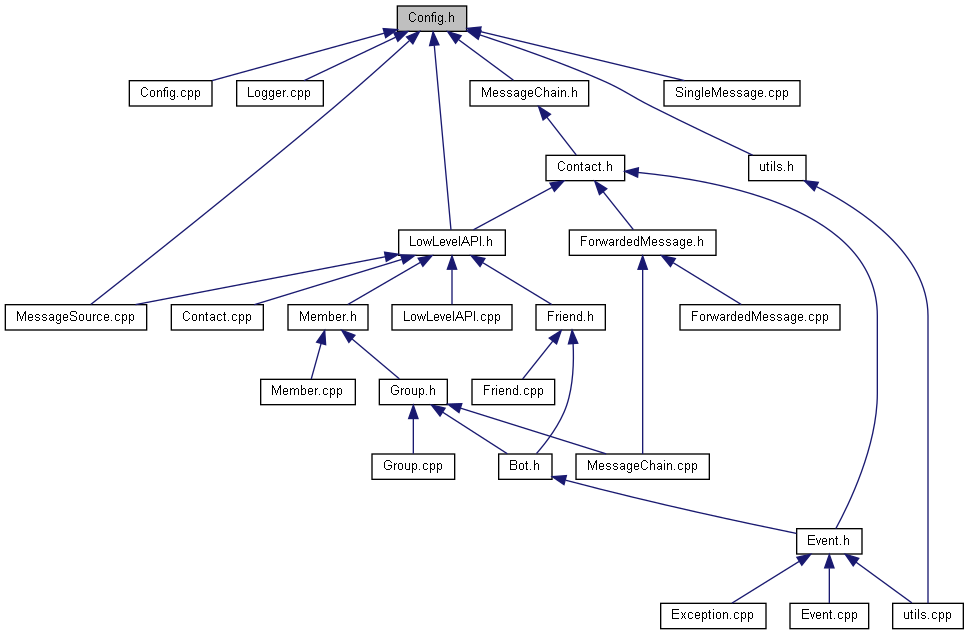 Config.h
Config.cpp
Logger.cpp
MessageChain.h
SingleMessage.cpp
Contact.h
utils.h
LowLevelAPI.h
ForwardedMessage.h
MessageSource.cpp
Contact.cpp
Member.h
LowLevelAPI.cpp
Friend.h
ForwardedMessage.cpp
Member.cpp
Group.h
Friend.cpp
Group.cpp
Bot.h
MessageChain.cpp
Event.h
Exception.cpp
Event.cpp
utils.cpp